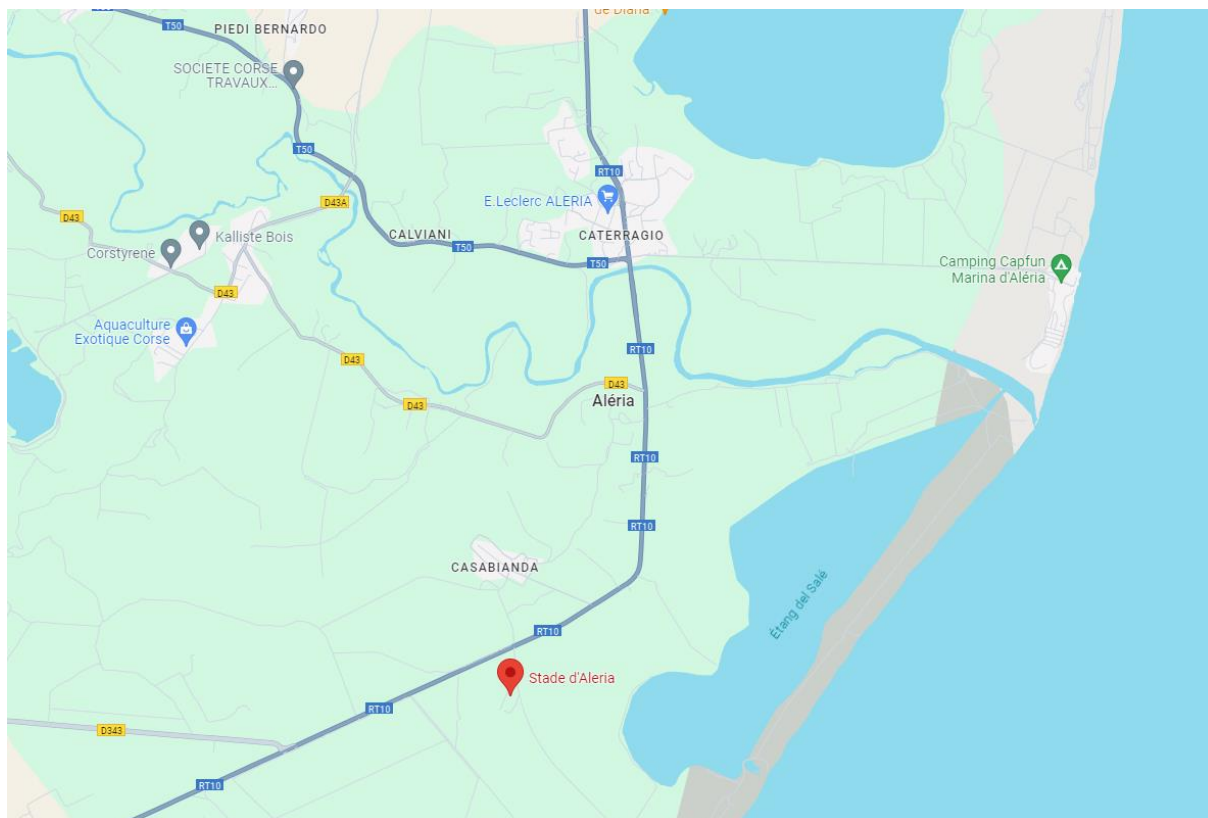 de Diana
T50
PIEDI BERNARDO
SOCIETE CORSE
TRAVAUX...
T50
RT10
E.Leclerc ALERIA
D43A
D43
Kalliste Bois
CALVIANI
CATERRAGIO
Corstyrene
T50
T50
Camping Capfun
Marina d'Aléria
D43
Aquaculture
Exotique Corse
RT10
D43
D43
Aléria
D43
RT10
RT10
CASABIANDA
Étang del Salé
RT10
Stade d'Aleria
RT10
D343
RT10